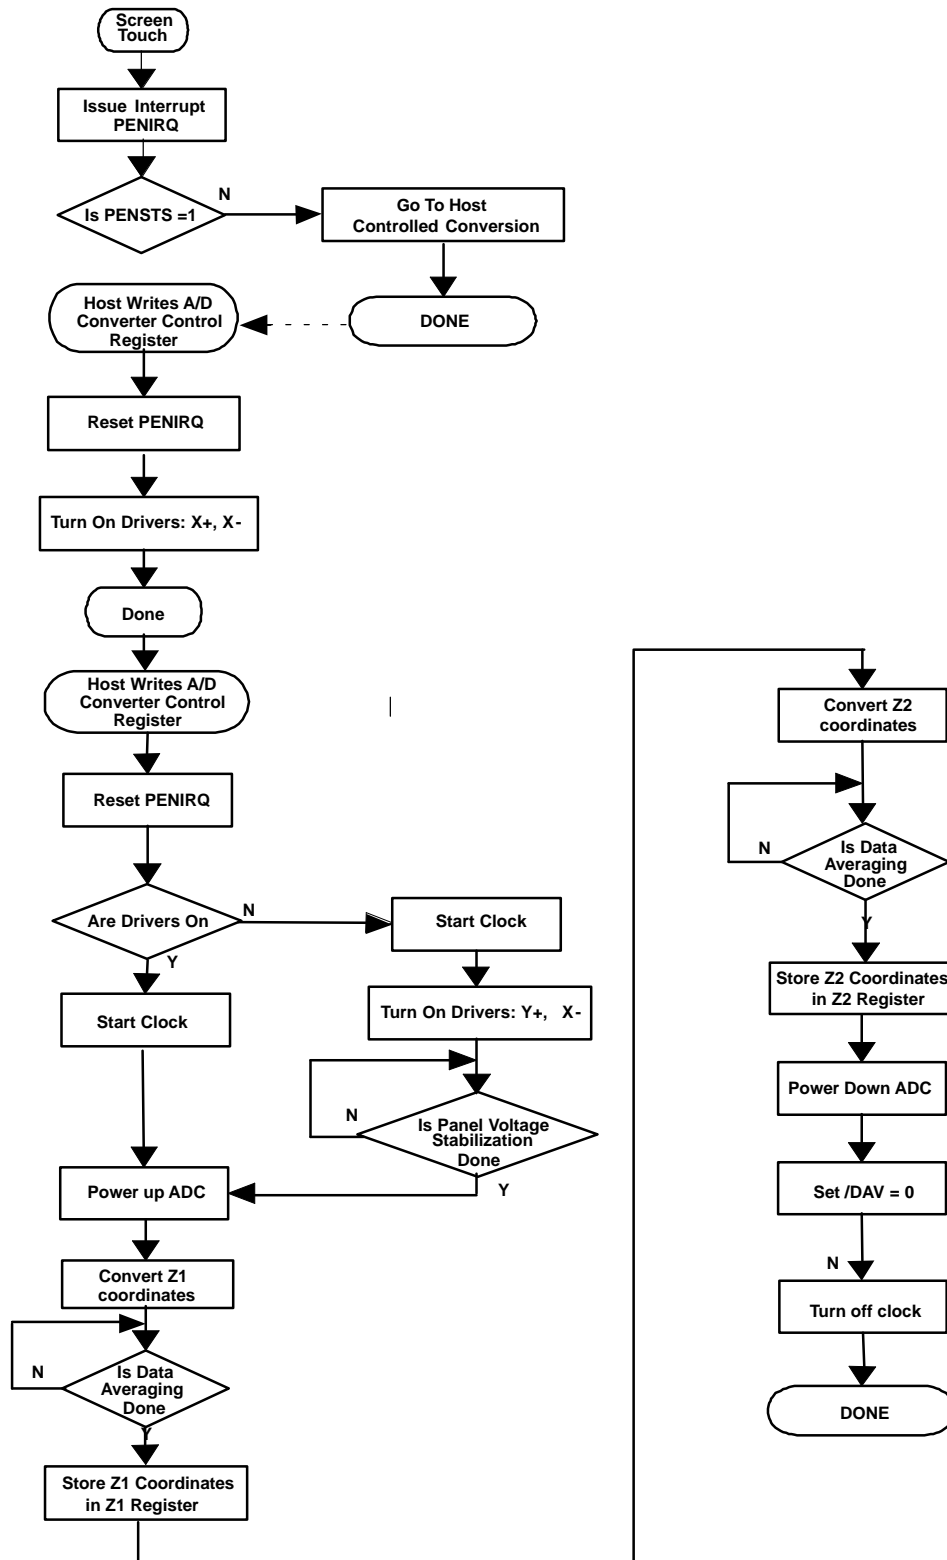 Screen
Touch
Issue Interrupt
PENIRQ
Is PENSTS =1
N
Go To Host
Controlled Conversion
DONE
Host Writes A/D
Converter Control
Register
Reset PENIRQ
Turn On Drivers: X+, X-
Done
Host Writes A/D
Converter Control
Register
Reset PENIRQ
Are Drivers On
N
Y
Start Clock
Start Clock
Turn On Drivers: Y+, X-
N
Is Panel Voltage
Stabilization
Done
Y
Power up ADC
Convert Z1
coordinates
N
Is Data
Averaging
Done
Y
Store Z1 Coordinates
in Z1 Register
Convert Z2
coordinates
N
Is Data
Averaging
Done
Y
Store Z2 Coordinates
in Z2 Register
Power Down ADC
Set /DAV = 0
N
Turn off clock
DONE